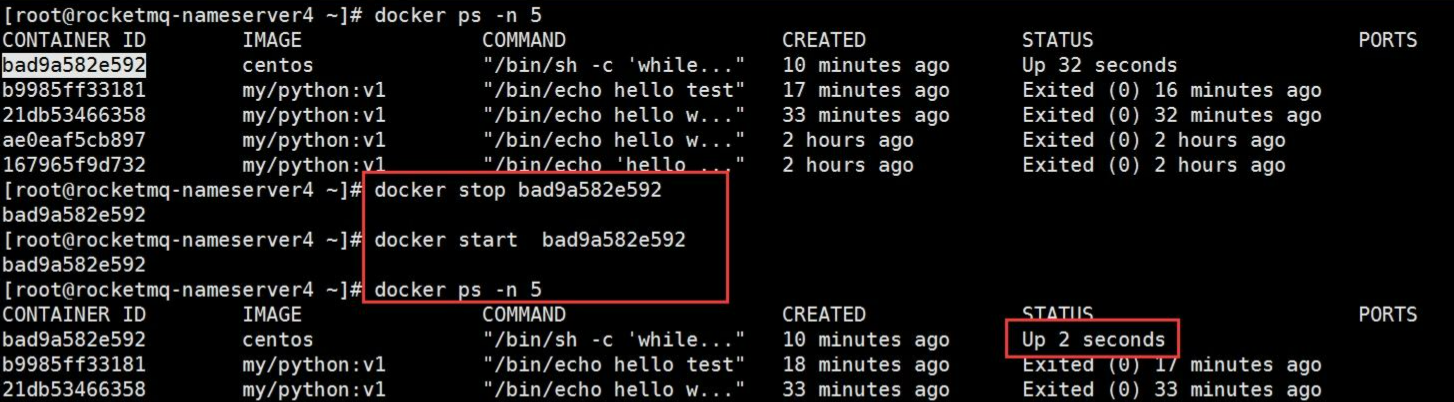 [root@rocketmq-nameserver4 ~]# docker ps -n 5
CONTAINER ID        IMAGE               COMMAND                  CREATED             STATUS                      PORTS
bad9a582e592        centos              "/bin/sh -c 'while..."   10 minutes ago      Up 32 seconds
b9985ff33181        my/python:v1        "/bin/echo hello test"   17 minutes ago      Exited (0) 16 minutes ago
21db53466358        my/python:v1        "/bin/echo hello w..."   33 minutes ago      Exited (0) 32 minutes ago
ae0eaf5cb897        my/python:v1        "/bin/echo hello w..."   2 hours ago         Exited (0) 2 hours ago
167965f9d732        my/python:v1        "/bin/echo 'hello ..."   2 hours ago         Exited (0) 2 hours ago
[root@rocketmq-nameserver4 ~]# docker stop bad9a582e592
bad9a582e592
[root@rocketmq-nameserver4 ~]# docker start  bad9a582e592
bad9a582e592
[root@rocketmq-nameserver4 ~]# docker ps -n 5
CONTAINER ID        IMAGE               COMMAND                  CREATED             STATUS                      PORTS
bad9a582e592        centos              "/bin/sh -c 'while..."   10 minutes ago      Up 2 seconds
b9985ff33181        my/python:v1        "/bin/echo hello test"   18 minutes ago      Exited (0) 17 minutes ago
21db53466358        my/python:v1        "/bin/echo hello w..."   33 minutes ago      Exited (0) 33 minutes ago